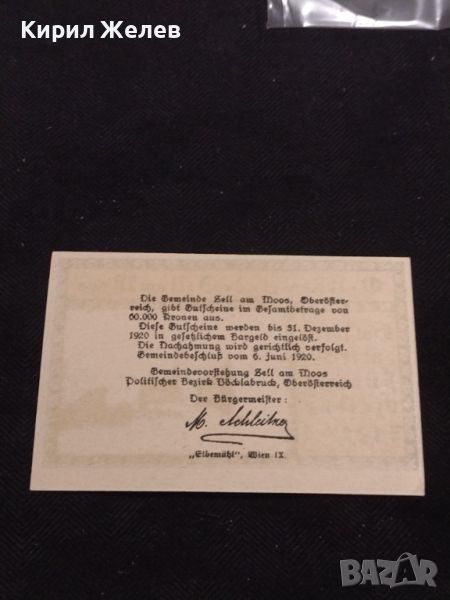 Кирил Желев
Die Gemeinde Zell am Moos, Oberöster-
reich, gibt Gutscheine im Gesamtbetrage von
60.000 Kronen aus.
Diese Gutscheine werden bis 31. Dezember
1920 in gesetzlichem Bargeld eingelöst.
Die Nachahmung wird gerichtlich verfolgt.
Gemeindebeschluß vom 6. Juni 1920.
Gemeindevorstehung Zell am Moos
Politischer Bezirk Vöcklabruck, Oberösterreich
Der Bürgermeister:
M. Achleitner
„Elbemühl", Wien IX.
BAZAR